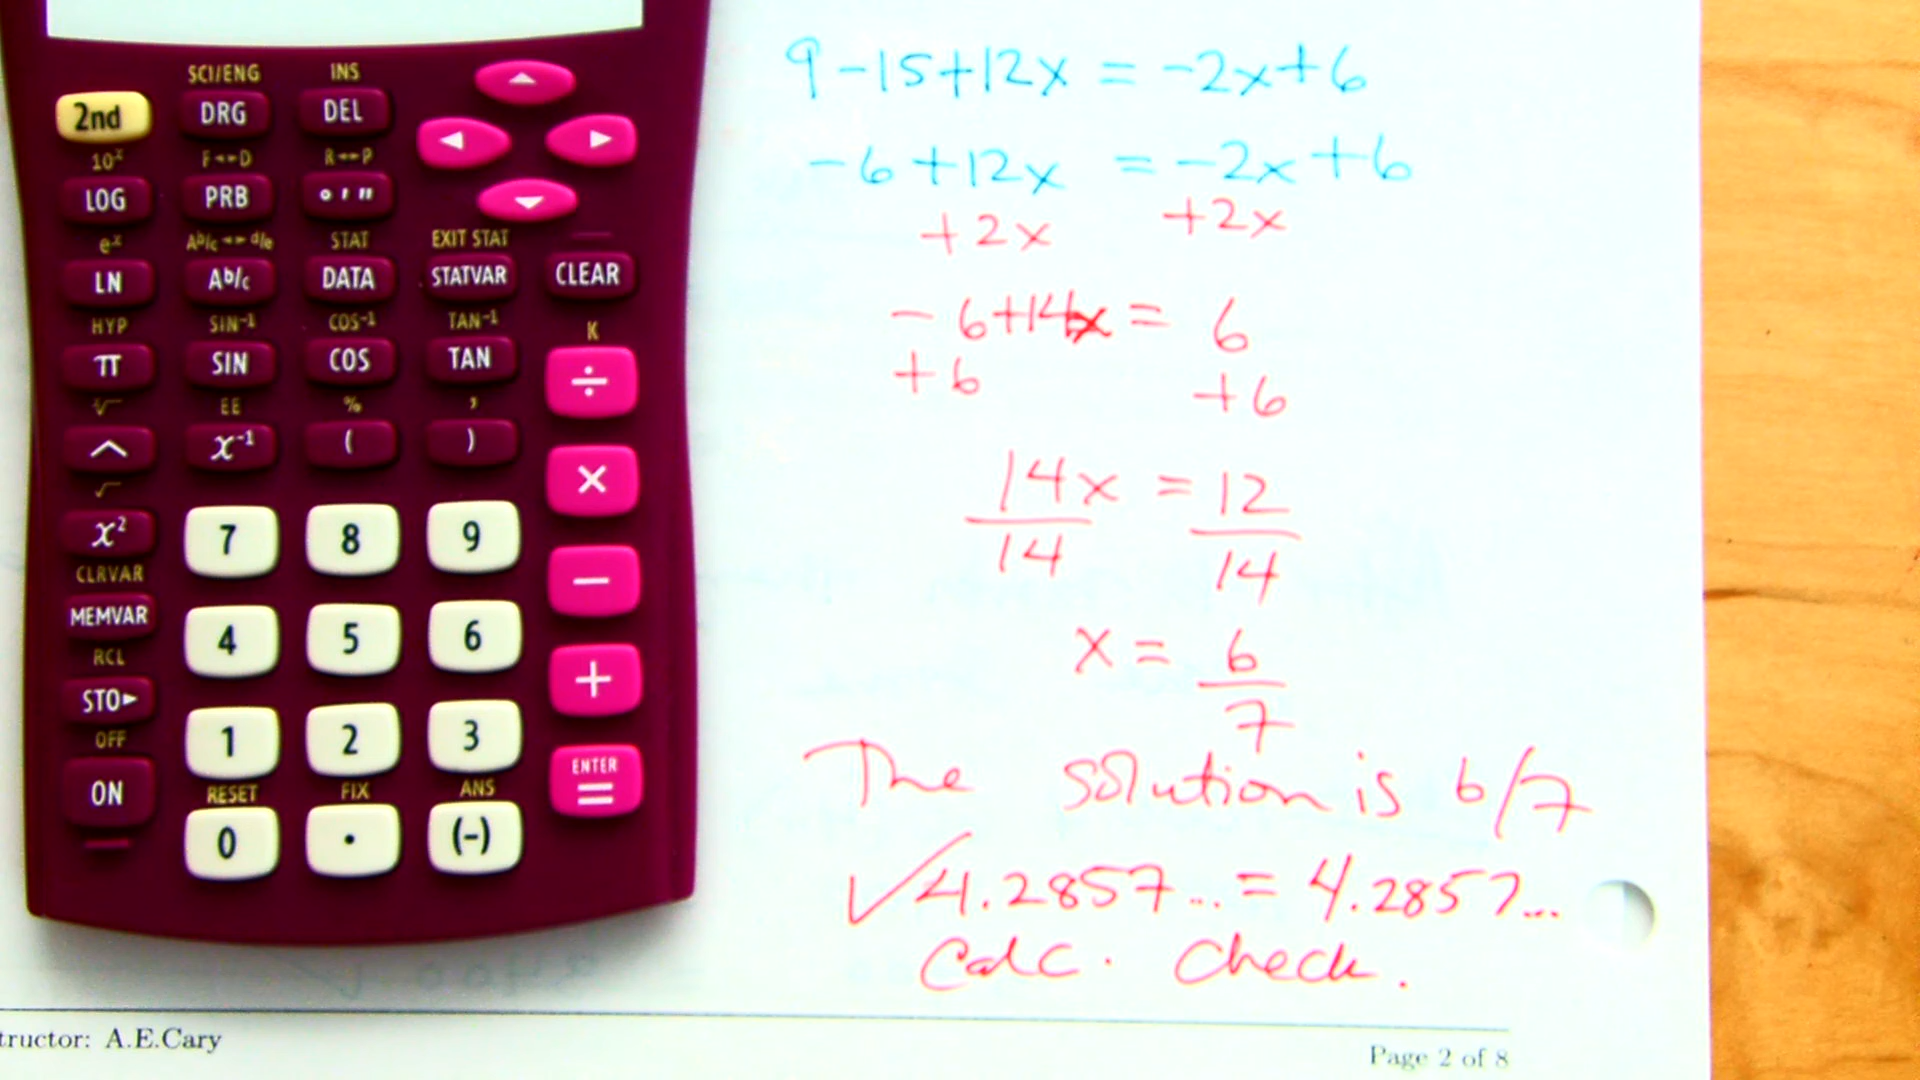 SCI/ENG INS
2nd DRG DEL
10ˣ F↔D R↔P
LOG PRB ° ' "
eˣ Ab/c↔d/e STAT EXIT STAT
LN Ab/c DATA STATVAR CLEAR
HYP SIN⁻¹ COS⁻¹ TAN⁻¹ K
π SIN COS TAN ÷
ˣ√ EE % ,
^ x⁻¹ ( ) ×
√
x² 7 8 9 −
CLRVAR
MEMVAR 4 5 6
RCL
STO► +
OFF 1 2 3
ON RESET FIX ANS ENTER =
0 . (–)
9-15+12x = -2x+6
-6+12x = -2x+6
+2x +2x
-6+14x = 6
+6 +6
14x = 12
14 14
x = 6
7
The solution is 6/7
✓4.2857... = 4.2857...
Calc. Check.
tructor: A.E.Cary
Page 2 of 8